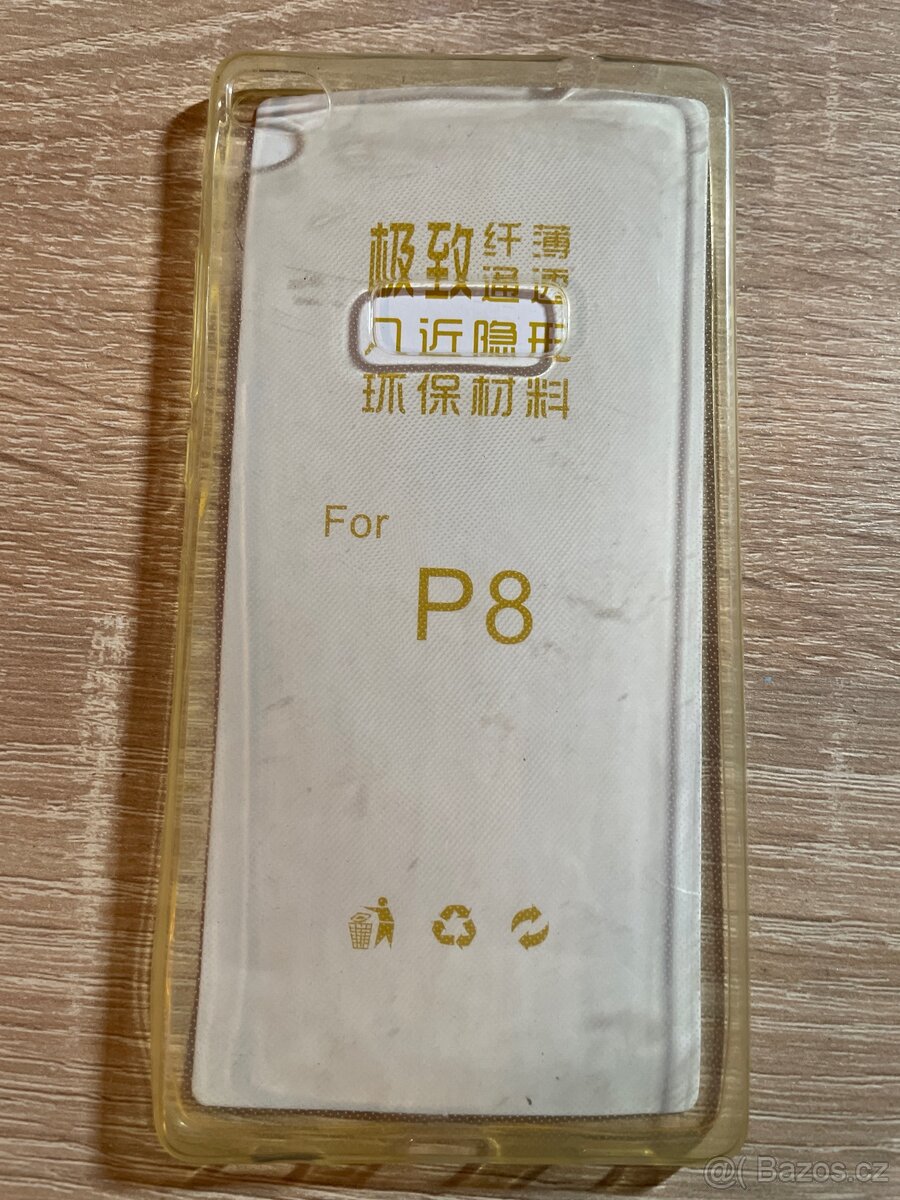 极致纤薄
通透
几近隐形
环保材料
For
P8
@( Bazos.cz